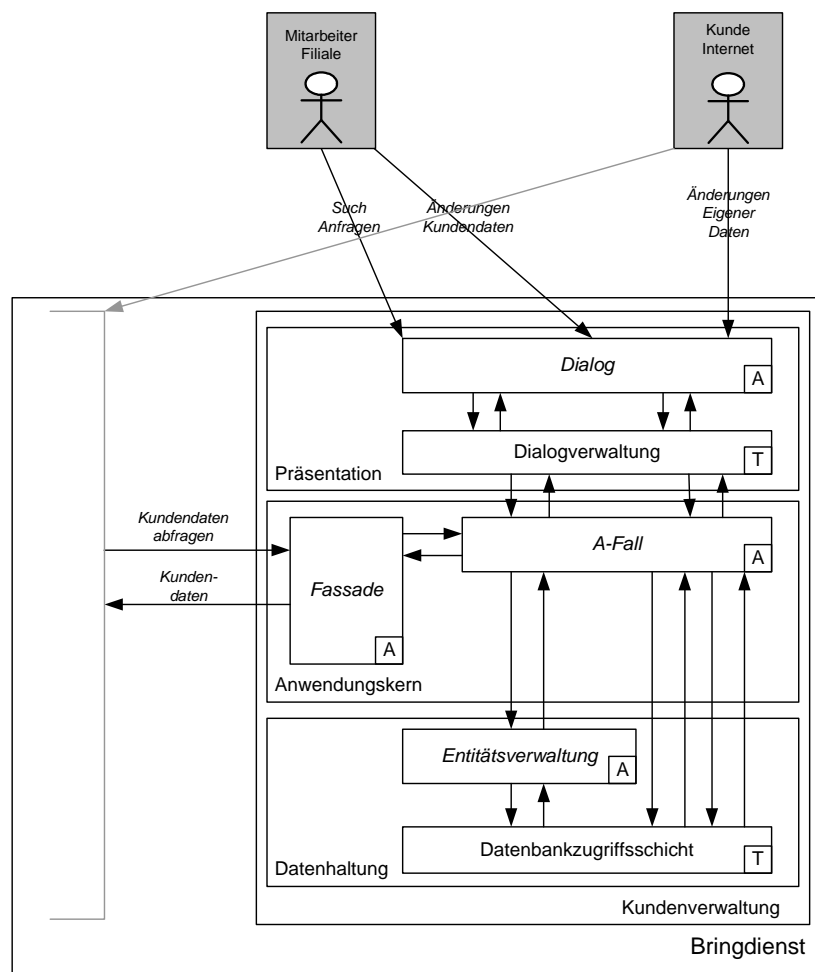 Mitarbeiter
Filiale
Kunde
Internet
Such
Anfragen
Änderungen
Kundendaten
Änderungen
Eigener
Daten
Dialog
A
Dialogverwaltung
T
Präsentation
Kundendaten
abfragen
Kunden-
daten
Fassade
A
A-Fall
A
Anwendungskern
Entitätsverwaltung
A
Datenbankzugriffsschicht
T
Datenhaltung
Kundenverwaltung
Bringdienst